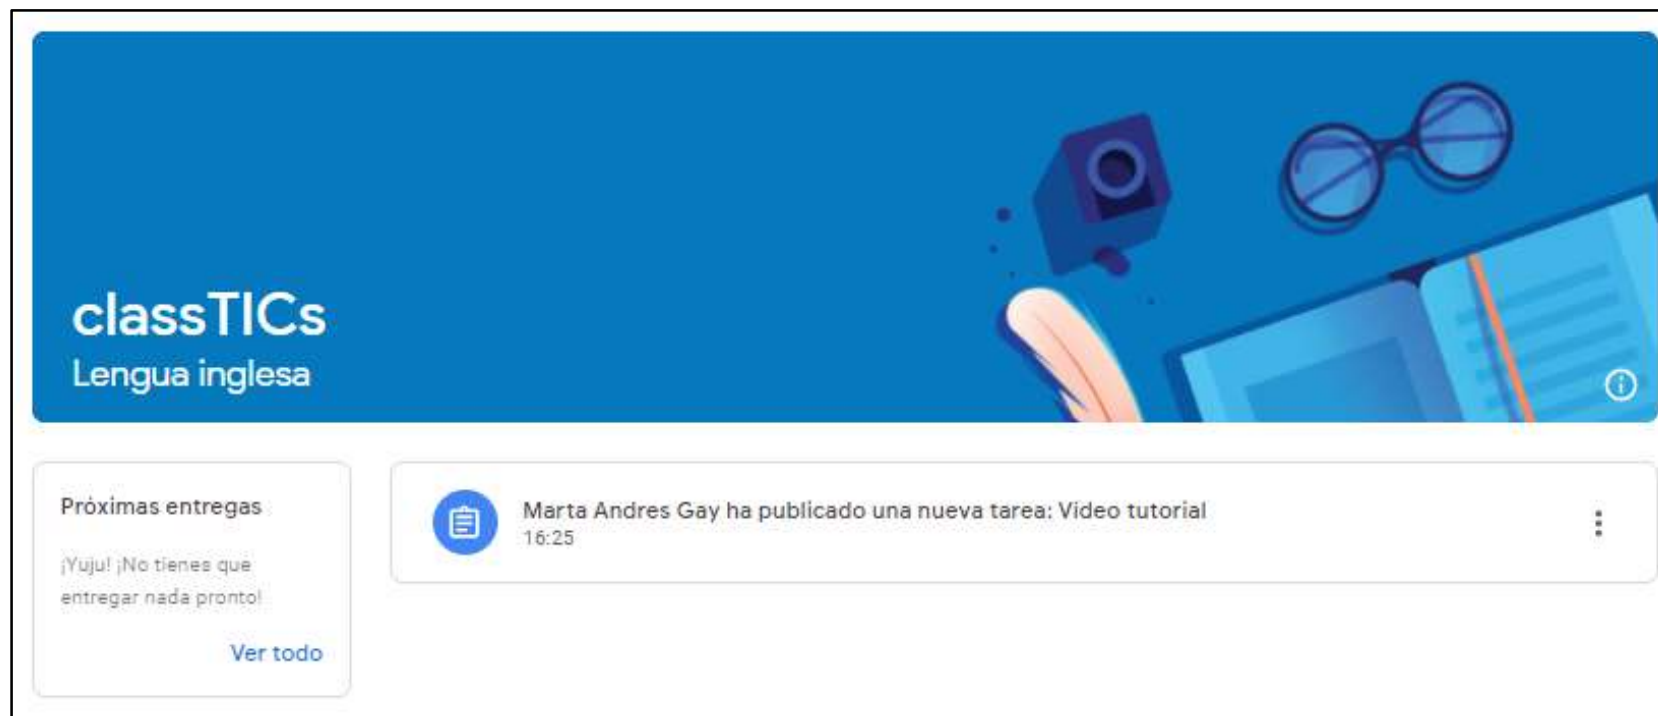 classTICs
Lengua inglesa
Próximas entregas
¡Yuju! ¡No tienes que
entregar nada pronto!
Ver todo
Marta Andres Gay ha publicado una nueva tarea: Video tutorial
16:25